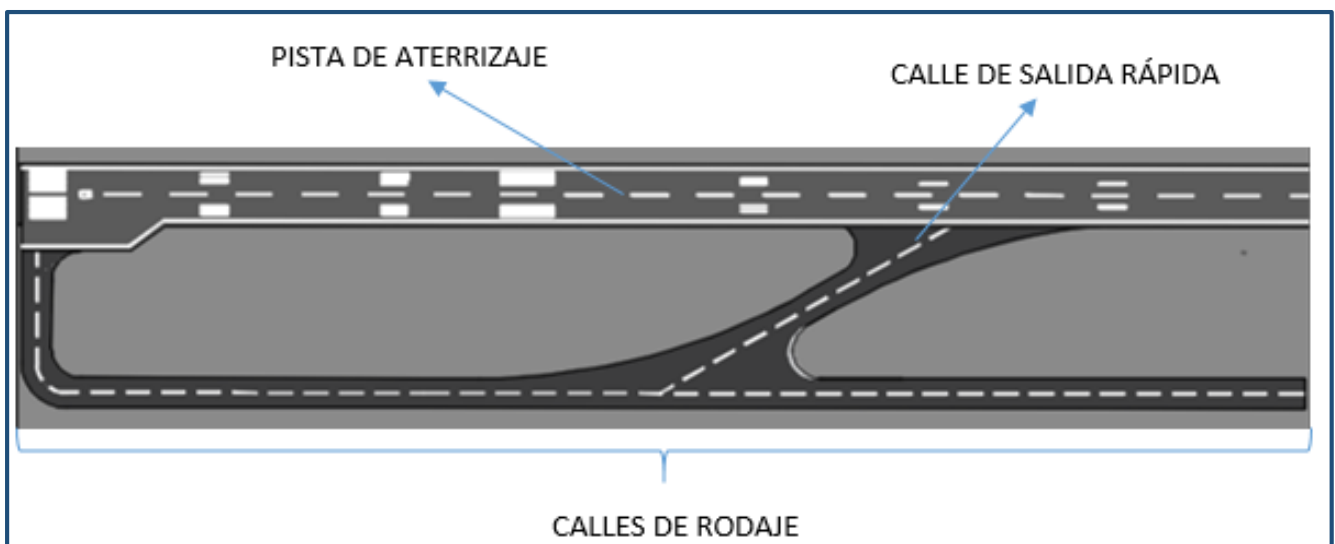 PISTA DE ATERRIZAJE
CALLE DE SALIDA RÁPIDA
CALLES DE RODAJE